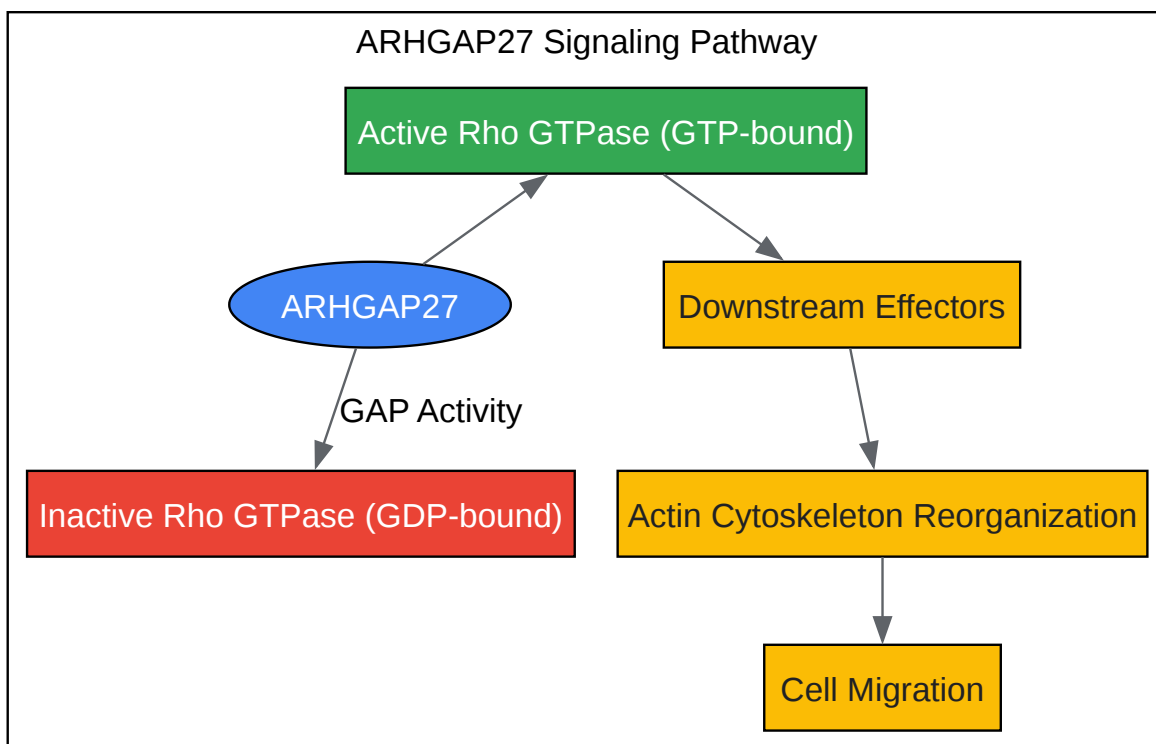 ARHGAP27 Signaling Pathway
Active Rho GTPase (GTP-bound)
ARHGAP27
Downstream Effectors
GAP Activity
Inactive Rho GTPase (GDP-bound)
Actin Cytoskeleton Reorganization
Cell Migration